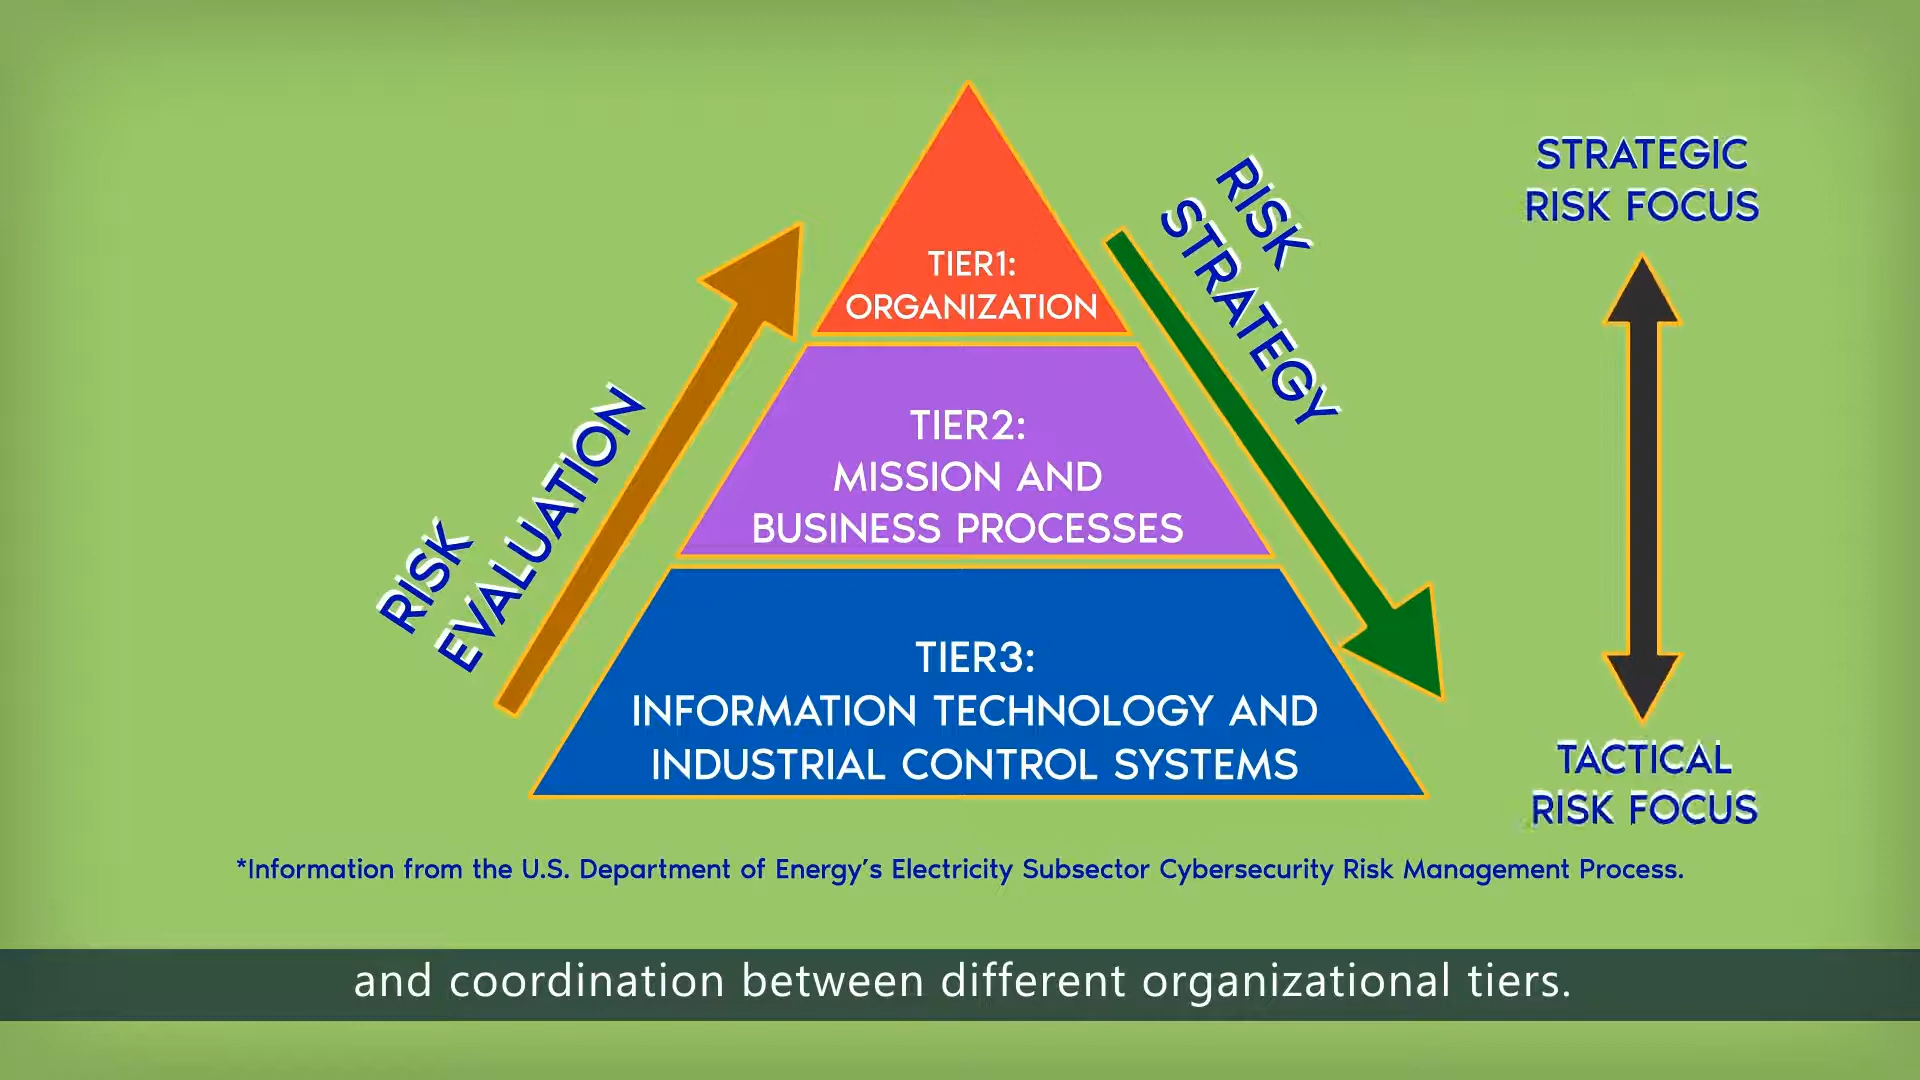 STRATEGIC
RISK FOCUS
RISK
STRATEGY
TIER1:
ORGANIZATION
RISK
EVALUATION
TIER2:
MISSION AND
BUSINESS PROCESSES
TIER3:
INFORMATION TECHNOLOGY AND
INDUSTRIAL CONTROL SYSTEMS
TACTICAL
RISK FOCUS
*Information from the U.S. Department of Energy's Electricity Subsector Cybersecurity Risk Management Process.
and coordination between different organizational tiers.